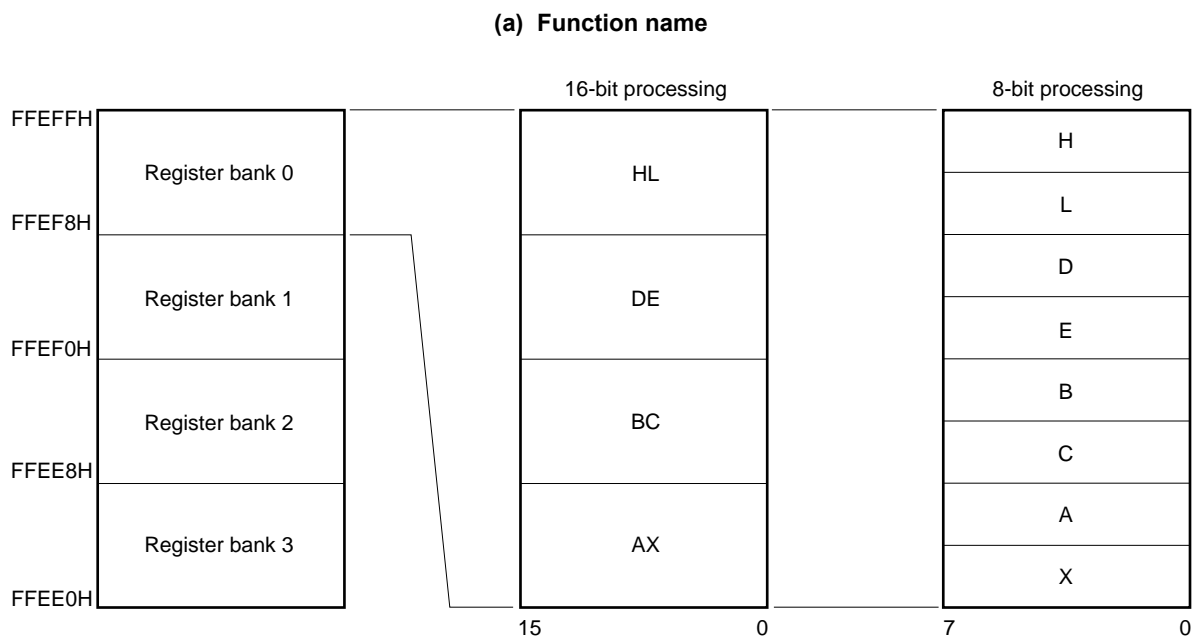 (a) Function name
16-bit processing
8-bit processing
FFEFFH
Register bank 0
HL
H
L
FFEF8H
Register bank 1
DE
D
E
FFEF0H
Register bank 2
BC
B
C
FFEE8H
Register bank 3
AX
A
X
FFEE0H
15 0
7 0